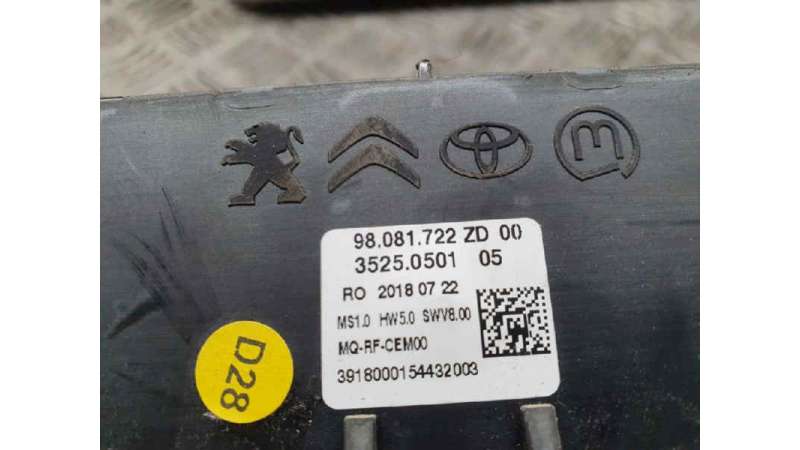 m
98.081.722 ZD 00
3525.0501 05
RO 2018 07 22
MS1.0 HW5.0 SWV8.00
MQ-RF-CEM00
3918000154432003
D28